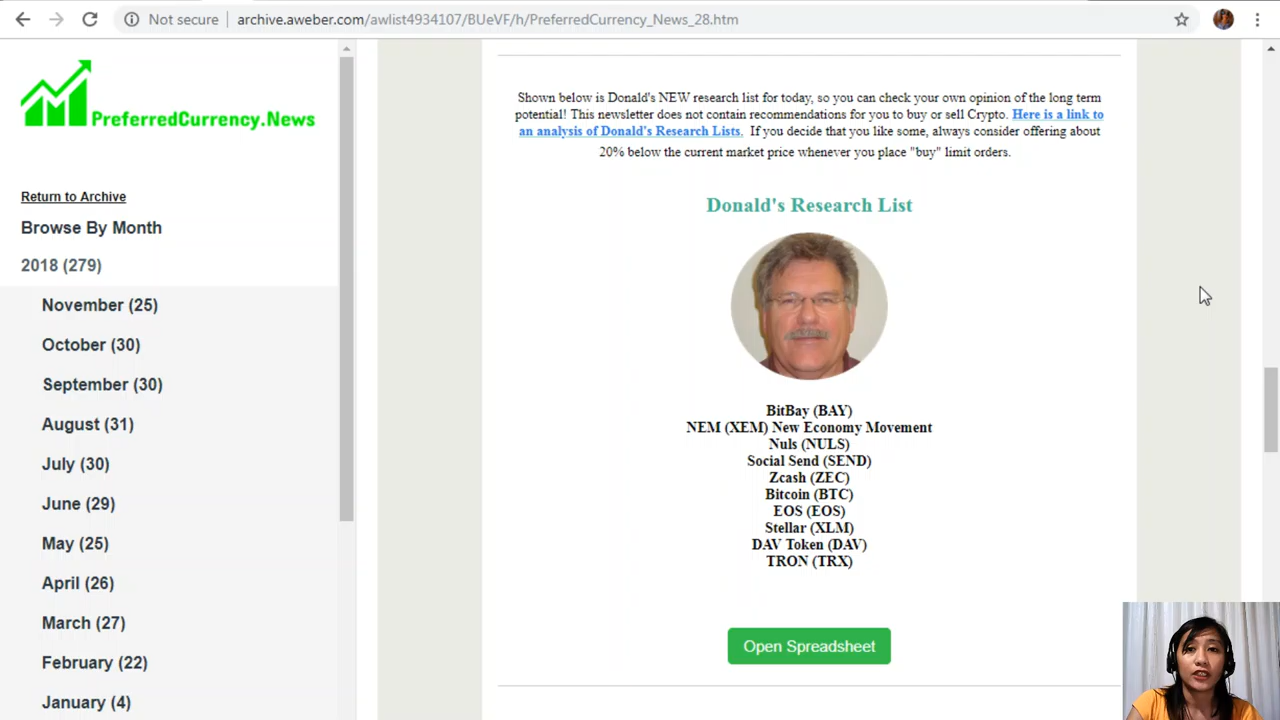 Not secure
archive.aweber.com/awlist4934107/BUeVF/h/PreferredCurrency_News_28.htm
PreferredCurrency.News
Return to Archive
Browse By Month
2018 (279)
November (25)
October (30)
September (30)
August (31)
July (30)
June (29)
May (25)
April (26)
March (27)
February (22)
January (4)
Shown below is Donald's NEW research list for today, so you can check your own opinion of the long term
potential! This newsletter does not contain recommendations for you to buy or sell Crypto. Here is a link to
an analysis of Donald's Research Lists. If you decide that you like some, always consider offering about
20% below the current market price whenever you place "buy" limit orders.
Donald's Research List
BitBay (BAY)
NEM (XEM) New Economy Movement
Nuls (NULS)
Social Send (SEND)
Zcash (ZEC)
Bitcoin (BTC)
EOS (EOS)
Stellar (XLM)
DAV Token (DAV)
TRON (TRX)
Open Spreadsheet